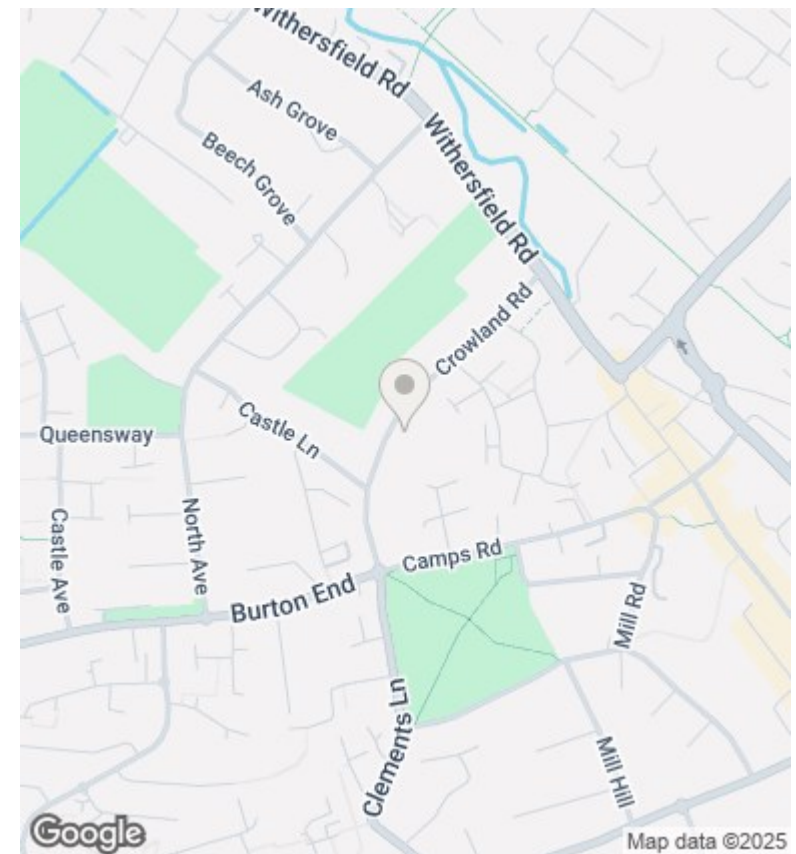 Withersfield Rd
Ash Grove
Withersfield Rd
Beech Grove
Crowland Rd
Castle Ln
Queensway
North Ave
Castle Ave
Camps Rd
Burton End
Mill Rd
Clements Ln
Mill Hill
Google
Map data ©2025